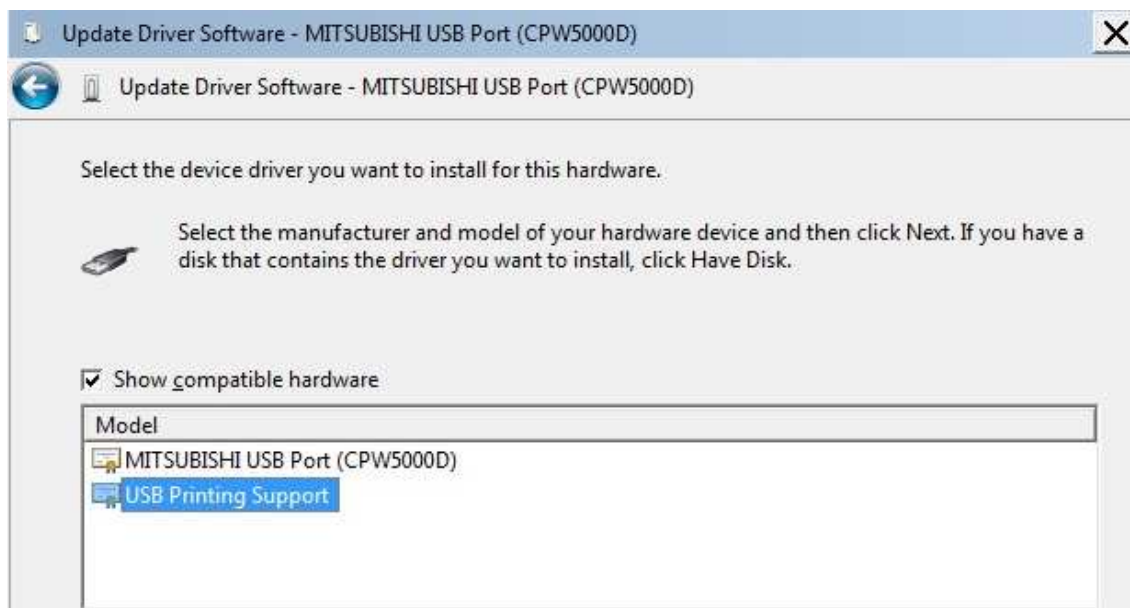 Update Driver Software - MITSUBISHI USB Port (CPW5000D)
Update Driver Software - MITSUBISHI USB Port (CPW5000D)
Select the device driver you want to install for this hardware.
Select the manufacturer and model of your hardware device and then click Next. If you have a
disk that contains the driver you want to install, click Have Disk.
Show compatible hardware
Model
MITSUBISHI USB Port (CPW5000D)
USB Printing Support